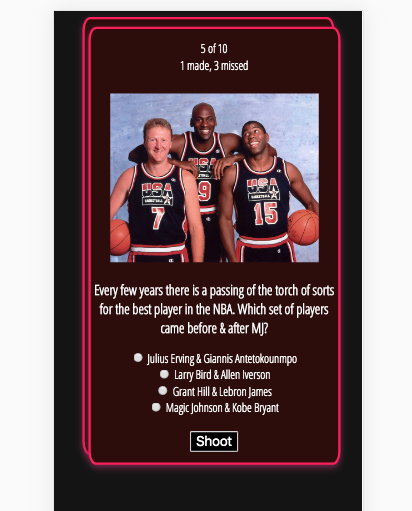 5 of 10
1 made, 3 missed
USA
BASKETBALL
9
USA
BASKETBALL
7
USA
BASKETBALL
15
Every few years there is a passing of the torch of sorts
for the best player in the NBA. Which set of players
came before & after MJ?
Julius Erving & Giannis Antetokounmpo
Larry Bird & Allen Iverson
Grant Hill & Lebron James
Magic Johnson & Kobe Bryant
Shoot